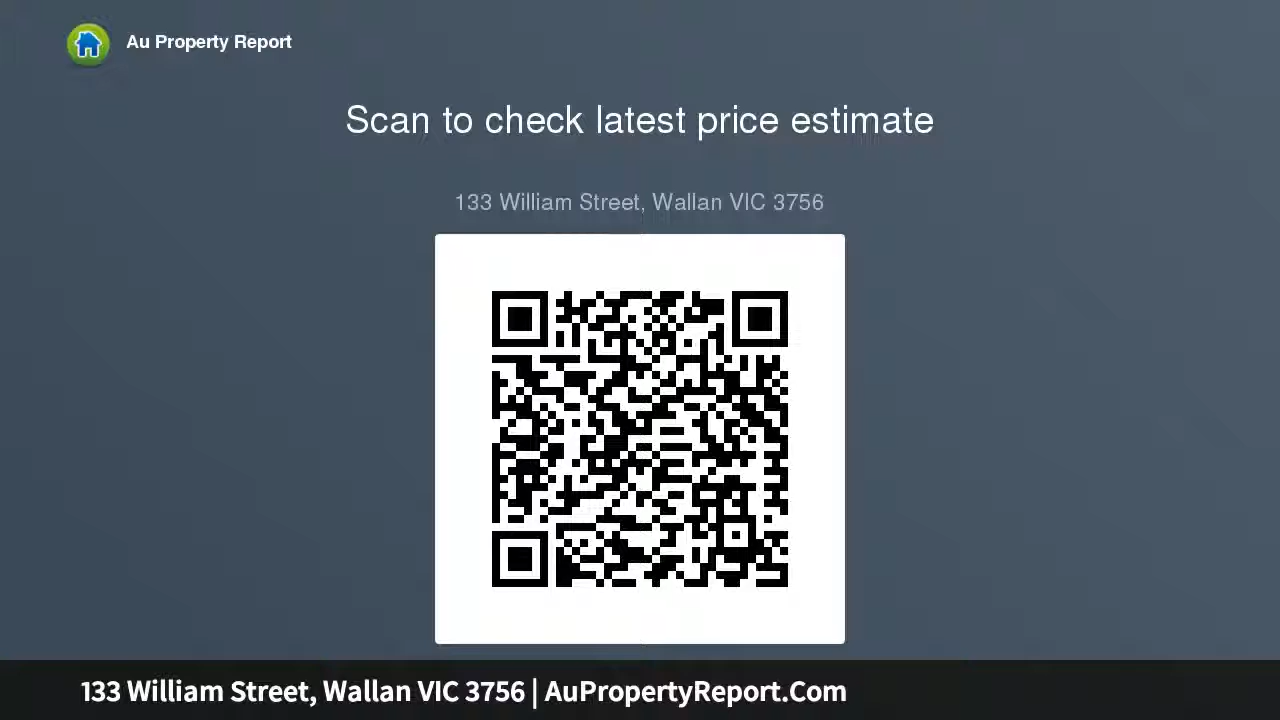 Au Property Report
Scan to check latest price estimate
133 William Street, Wallan VIC 3756
133 William Street, Wallan VIC 3756 | AuPropertyReport.Com